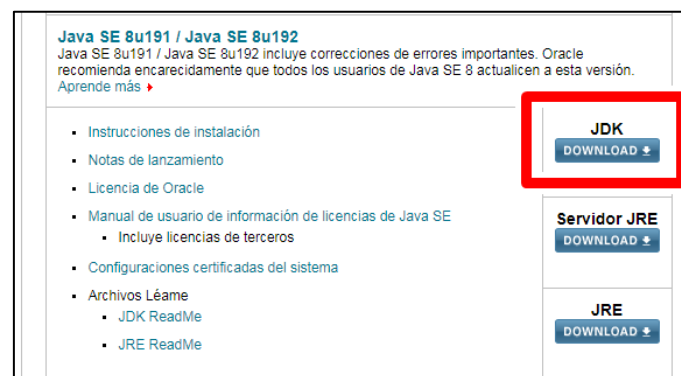 Java SE 8u191 / Java SE 8u192
Java SE 8u191 / Java SE 8u192 incluye correcciones de errores importantes. Oracle
recomienda encarecidamente que todos los usuarios de Java SE 8 actualicen a esta versión.
Aprende más
Instrucciones de instalación
Notas de lanzamiento
Licencia de Oracle
Manual de usuario de información de licencias de Java SE
Incluye licencias de terceros
Configuraciones certificadas del sistema
Archivos Léame
JDK ReadMe
JRE ReadMe
JDK
DOWNLOAD
Servidor JRE
DOWNLOAD
JRE
DOWNLOAD